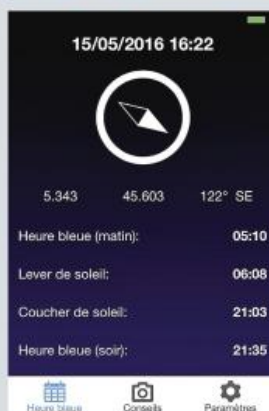 15/05/2016 16:22
5.343 45.603 122° SE
Heure bleue (matin): 05:10
Lever de soleil: 06:08
Coucher de soleil: 21:03
Heure bleue (soir): 21:35
Heure bleue Conseils Paramètres